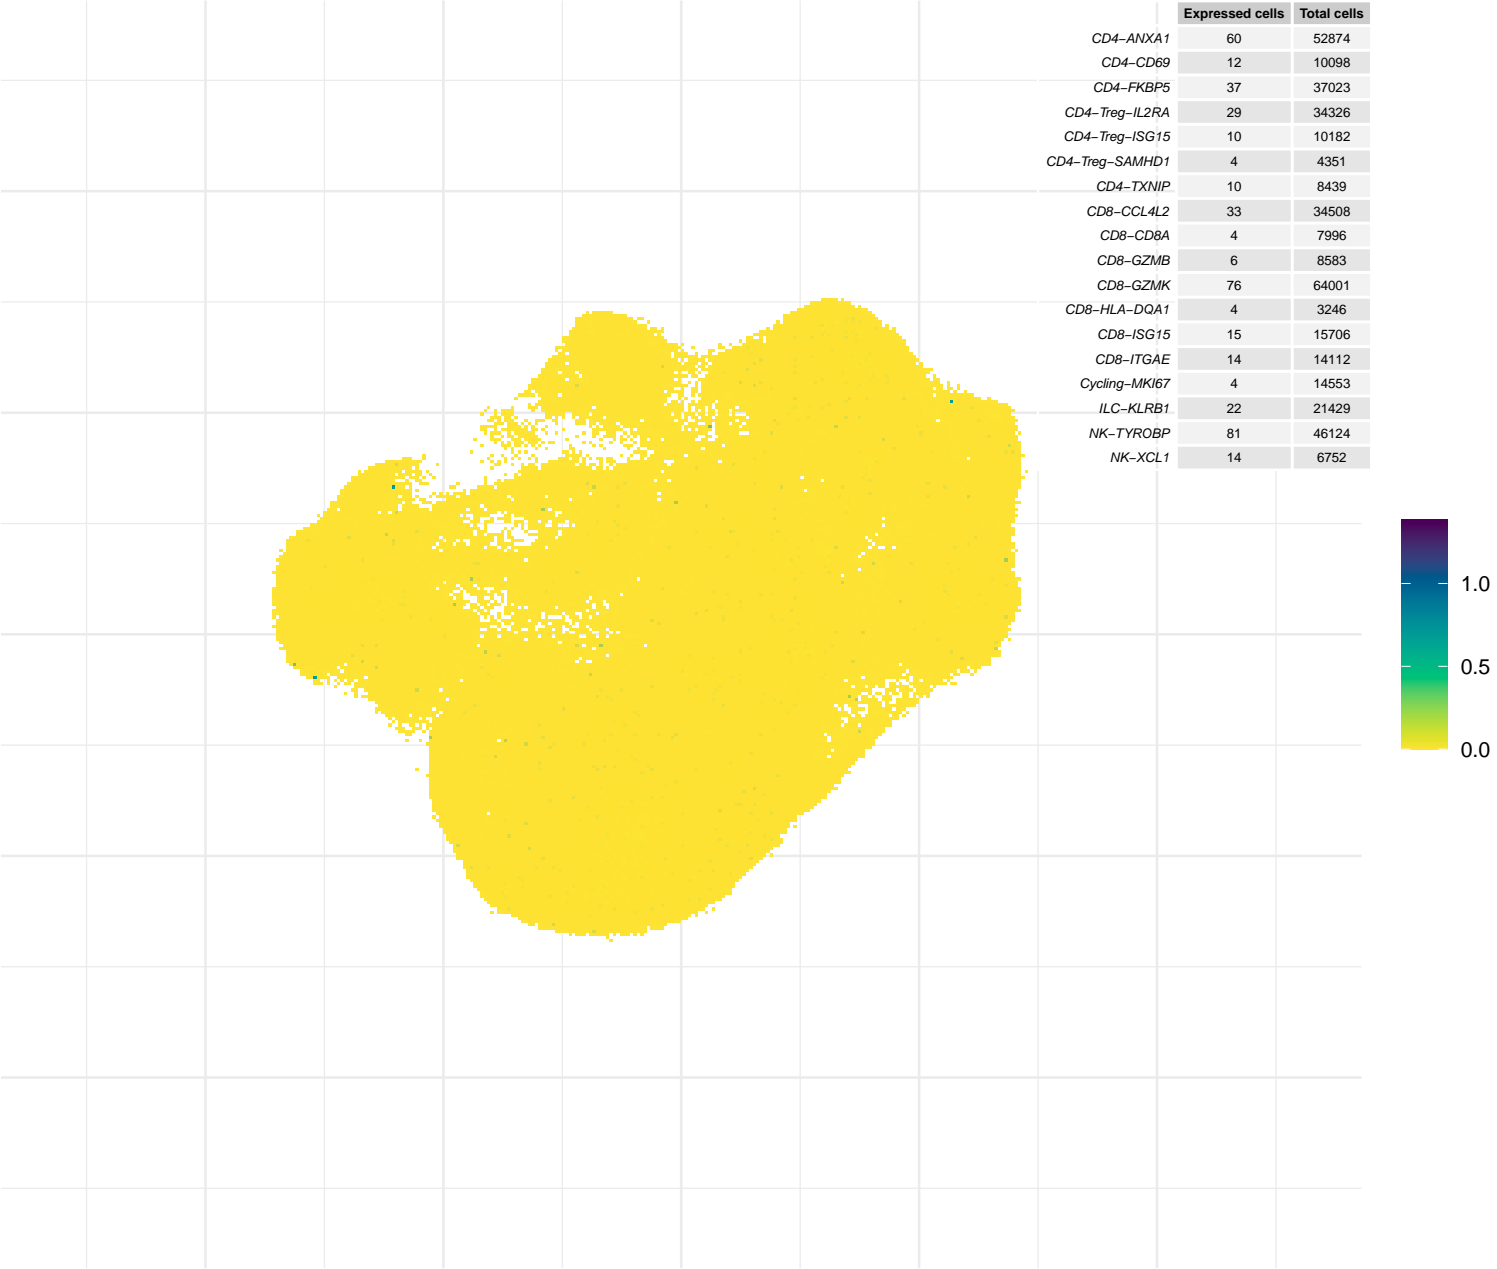 Expressed cells Total cells
CD4−ANXA1 60 52874
CD4−CD69 12 10098
CD4−FKBP5 37 37023
CD4−Treg−IL2RA 29 34326
CD4−Treg−ISG15 10 10182
CD4−Treg−SAMHD1 4 4351
CD4−TXNIP 10 8439
CD8−CCL4L2 33 34508
CD8−CD8A 4 7996
CD8−GZMB 6 8583
CD8−GZMK 76 64001
CD8−HLA−DQA1 4 3246
CD8−ISG15 15 15706
CD8−ITGAE 14 14112
Cycling−MKI67 4 14553
ILC−KLRB1 22 21429
NK−TYROBP 81 46124
NK−XCL1 14 6752
1.0
0.5
0.0